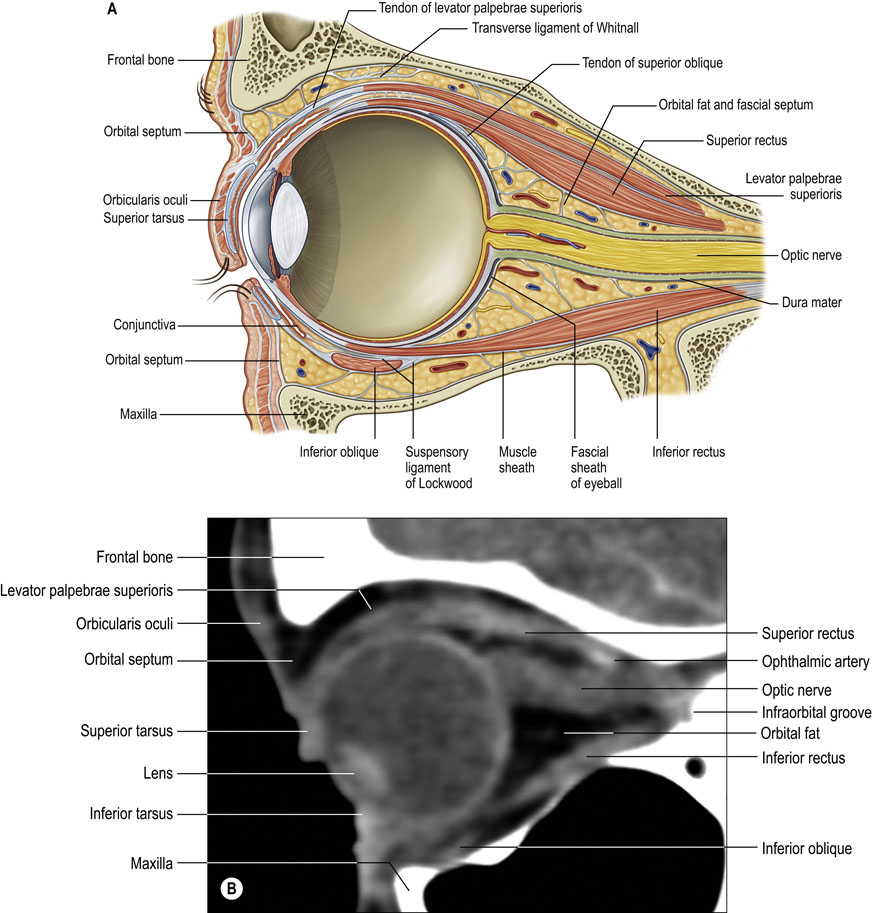 A
Tendon of levator palpebrae superioris
Transverse ligament of Whitnall
Frontal bone
Tendon of superior oblique
Orbital fat and fascial septum
Orbital septum
Superior rectus
Levator palpebrae
superioris
Orbicularis oculi
Superior tarsus
Optic nerve
Dura mater
Conjunctiva
Orbital septum
Maxilla
Inferior oblique
Suspensory
ligament
of Lockwood
Muscle
sheath
Fascial
sheath
of eyeball
Inferior rectus
Frontal bone
Levator palpebrae superioris
Orbicularis oculi
Orbital septum
Superior tarsus
Lens
Inferior tarsus
Maxilla
Superior rectus
Ophthalmic artery
Optic nerve
Infraorbital groove
Orbital fat
Inferior rectus
Inferior oblique
B